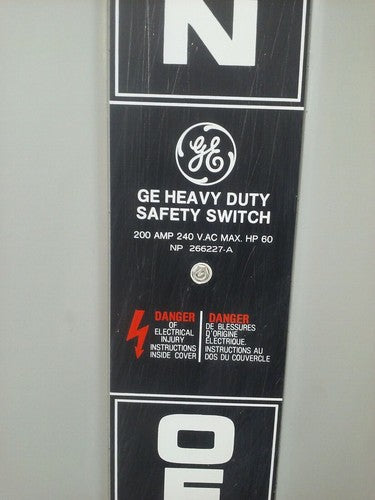 N
GE
GE HEAVY DUTY
SAFETY SWITCH
200 AMP 240 V.AC MAX. HP 60
NP 266227-A
DANGER
OF
ELECTRICAL
INJURY
INSTRUCTIONS
INSIDE COVER
DANGER
DE BLESSURES
D'ORIGINE
ÉLECTRIQUE.
INSTRUCTIONS AU
DOS DU COUVERCLE
OF